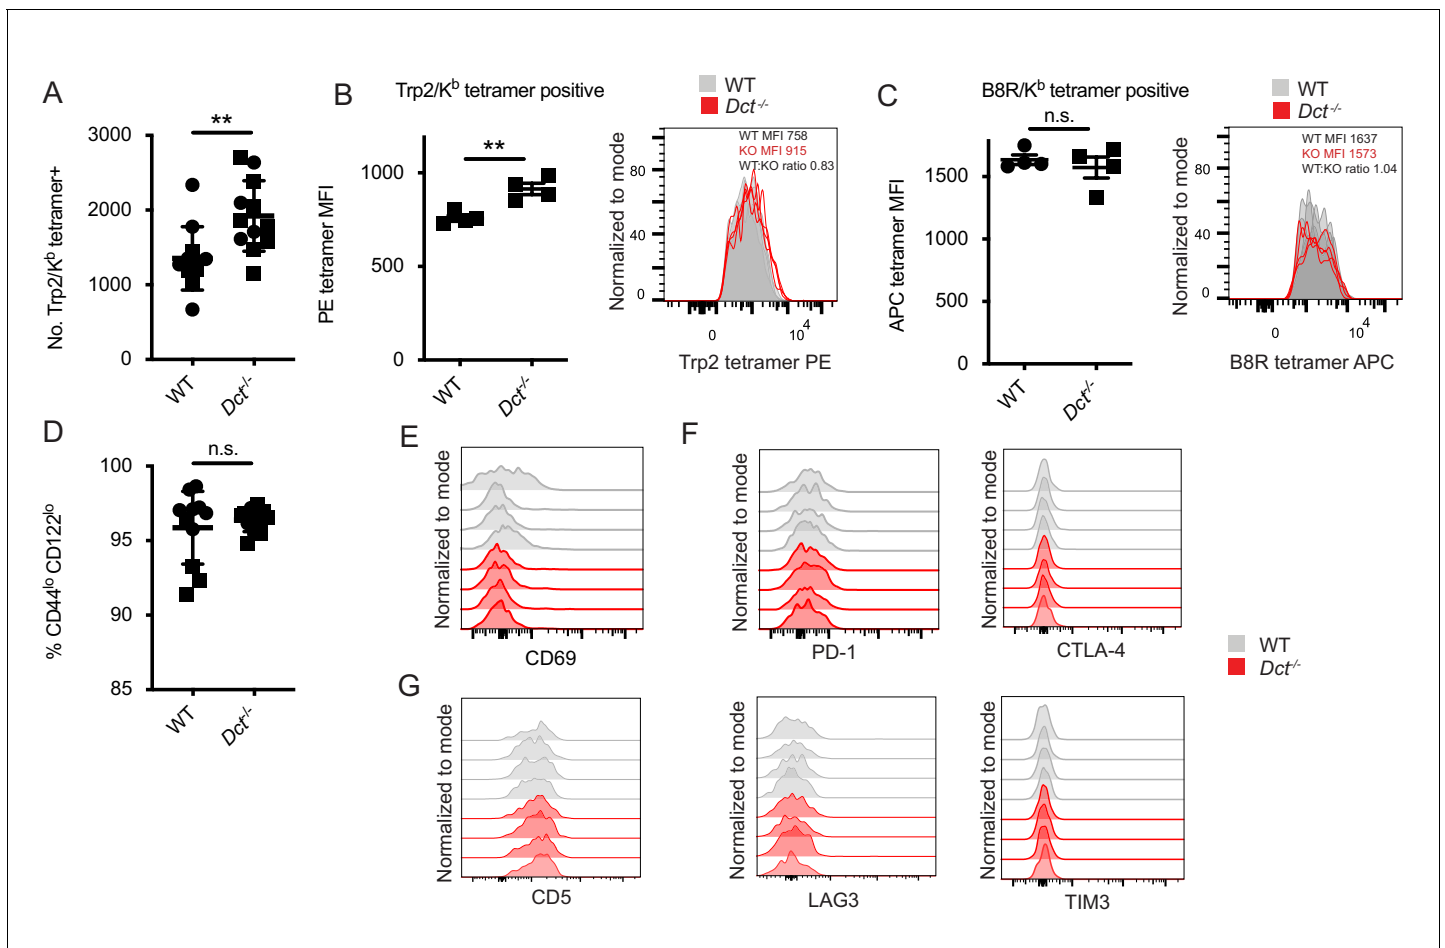 A
**
3000
2000
1000
0
No. Trp2/Kb tetramer+
WT
Dct-/-
B
Trp2/Kb tetramer positive
**
1000
500
0
PE tetramer MFI
WT
Dct-/-
WT
Dct-/-
WT MFI 758
KO MFI 915
WT:KO ratio 0.83
80
40
0
Normalized to mode
0
104
Trp2 tetramer PE
C
B8R/Kb tetramer positive
n.s.
1500
1000
500
0
APC tetramer MFI
WT
Dct-/-
WT
Dct-/-
WT MFI 1637
KO MFI 1573
WT:KO ratio 1.04
80
40
0
Normalized to mode
0
104
B8R tetramer APC
D
n.s.
100
95
90
85
% CD44lo CD122lo
WT
Dct-/-
E
Normalized to mode
CD69
F
Normalized to mode
PD-1
Normalized to mode
CTLA-4
WT
Dct-/-
G
Normalized to mode
CD5
Normalized to mode
LAG3
Normalized to mode
TIM3